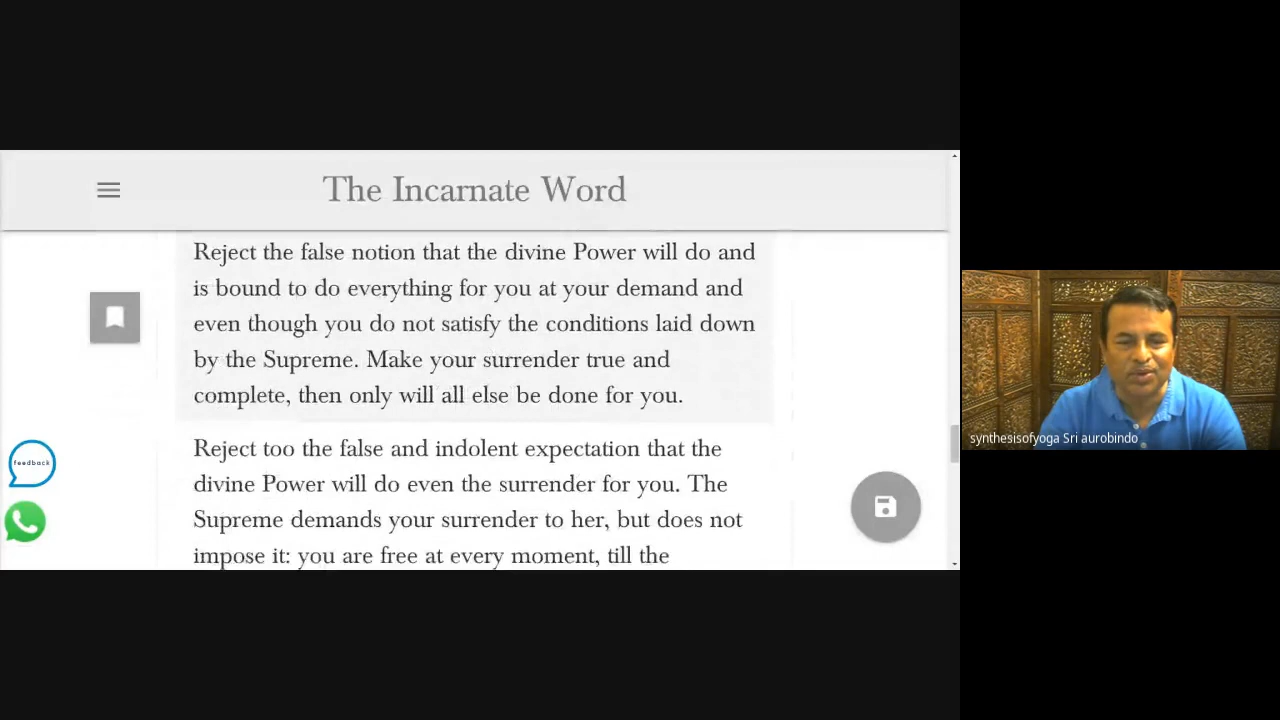 The Incarnate Word
Reject the false notion that the divine Power will do and
is bound to do everything for you at your demand and
even though you do not satisfy the conditions laid down
by the Supreme. Make your surrender true and
complete, then only will all else be done for you.
Reject too the false and indolent expectation that the
divine Power will do even the surrender for you. The
Supreme demands your surrender to her, but does not
impose it: you are free at every moment, till the
feedback
synthesisofyoga Sri aurobindo